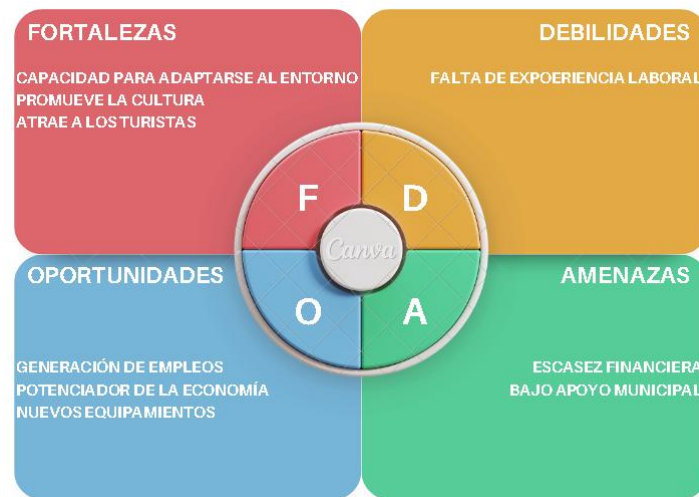 FORTALEZAS
CAPACIDAD PARA ADAPTARSE AL ENTORNO
PROMUEVE LA CULTURA
ATRAE A LOS TURISTAS
DEBILIDADES
FALTA DE EXPOERIENCIA LABORAL
F
D
Canva
O
A
OPORTUNIDADES
GENERACIÓN DE EMPLEOS
POTENCIADOR DE LA ECONOMÍA
NUEVOS EQUIPAMIENTOS
AMENAZAS
ESCASEZ FINANCIERA
BAJO APOYO MUNICIPAL